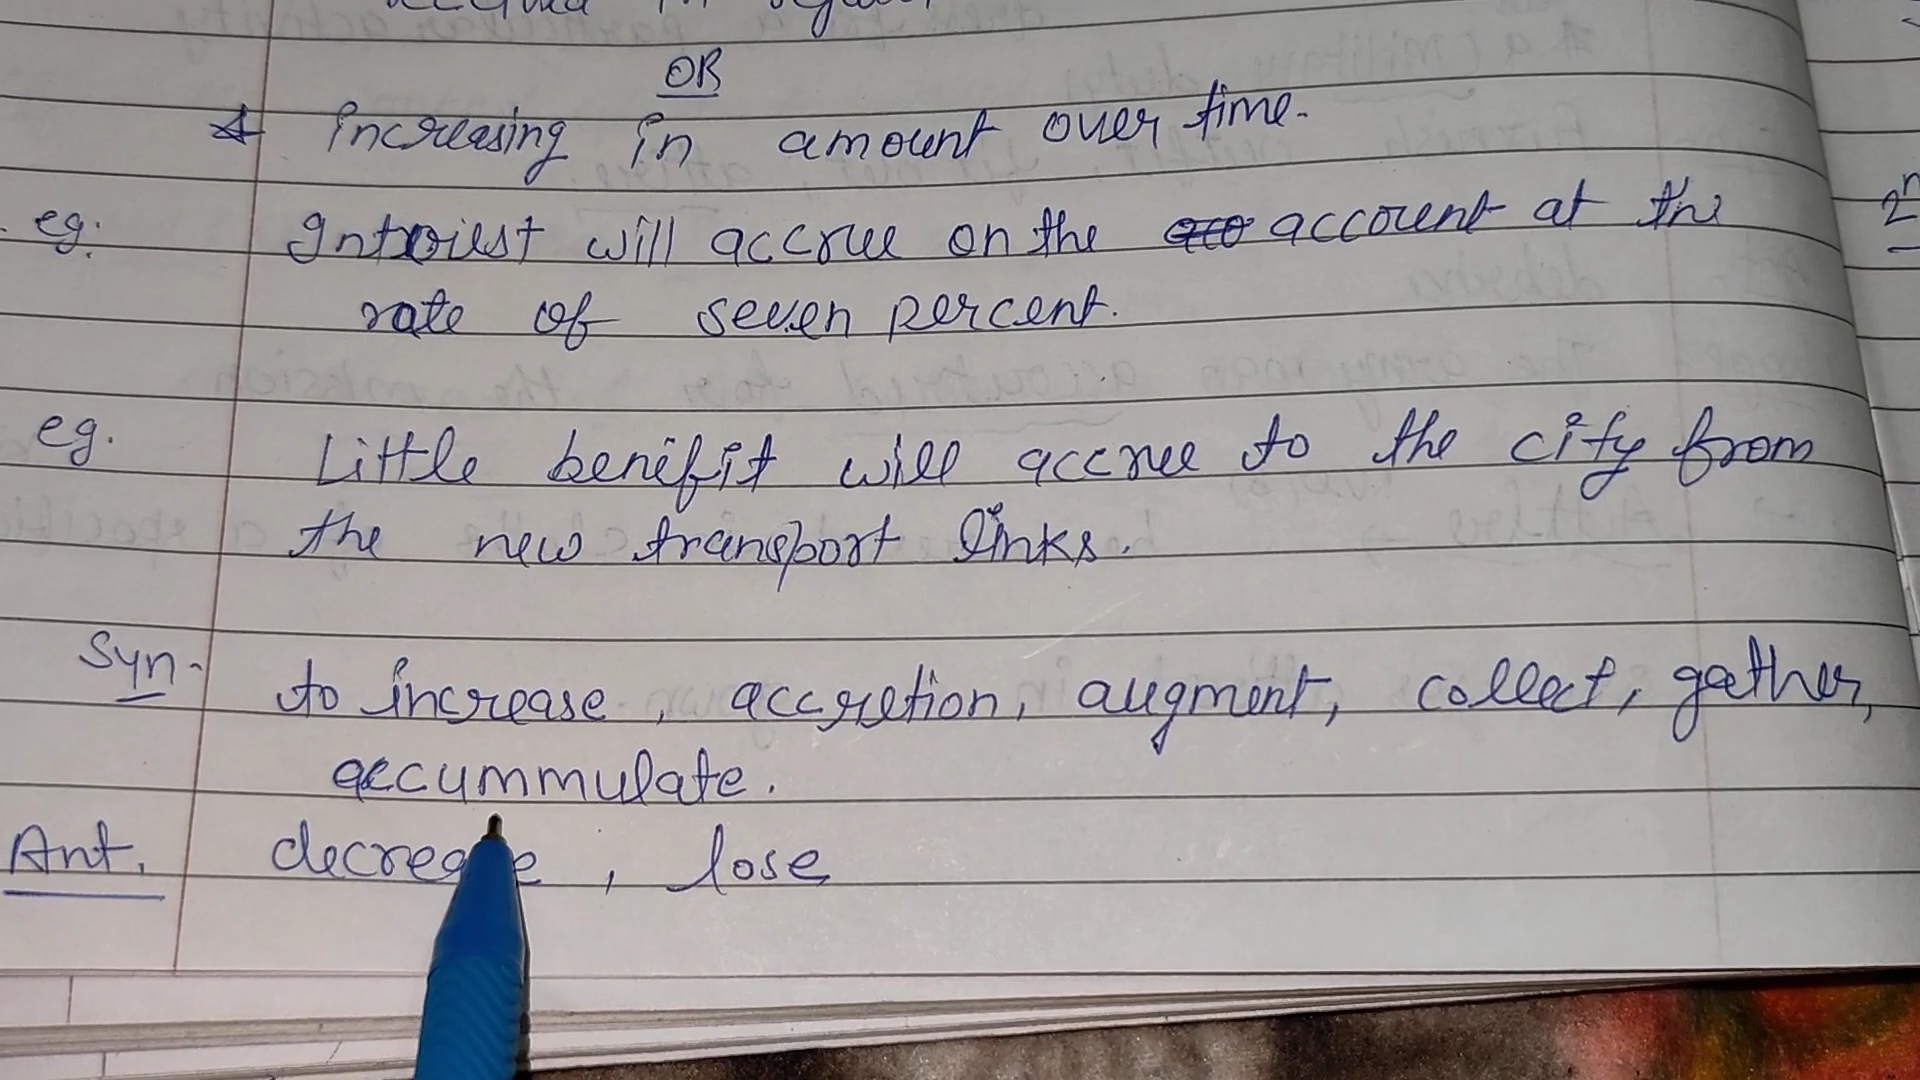 OR
Increasing in amount over time.
eg. Intrest will accrue on the account at the
rate of seven percent.
eg. Little benefit will accrue to the city from
the new transport links.
Syn. to increase, accretion, augment, collect, gather,
accummulate.
Ant. decrease, lose
2n